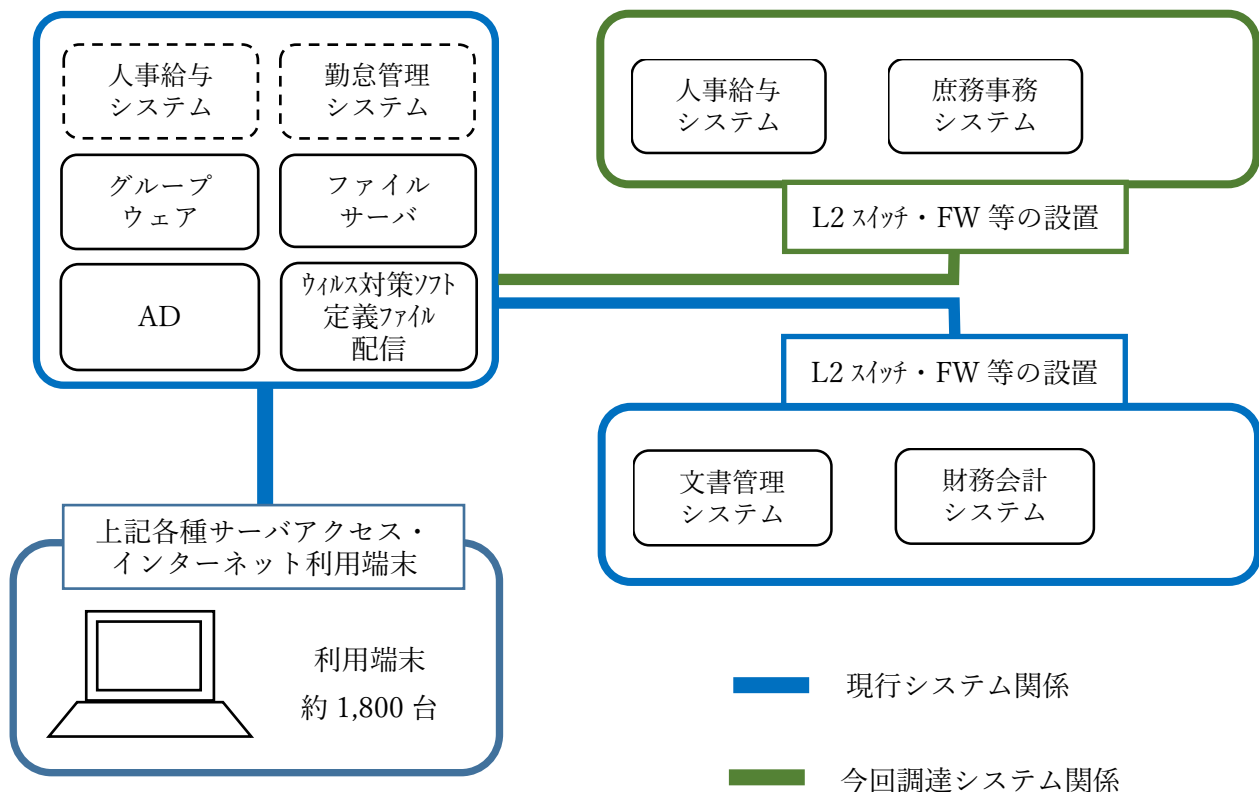 人事給与
システム
勤怠管理
システム
グループ
ウェア
ファイル
サーバ
AD
ｳｨﾙｽ対策ｿﾌﾄ
定義ﾌｧｲﾙ
配信
人事給与
システム
庶務事務
システム
L2 ｽｲｯﾁ・FW 等の設置
L2 ｽｲｯﾁ・FW 等の設置
文書管理
システム
財務会計
システム
上記各種サーバアクセス・
インターネット利用端末
利用端末
約 1,800 台
現行システム関係
今回調達システム関係